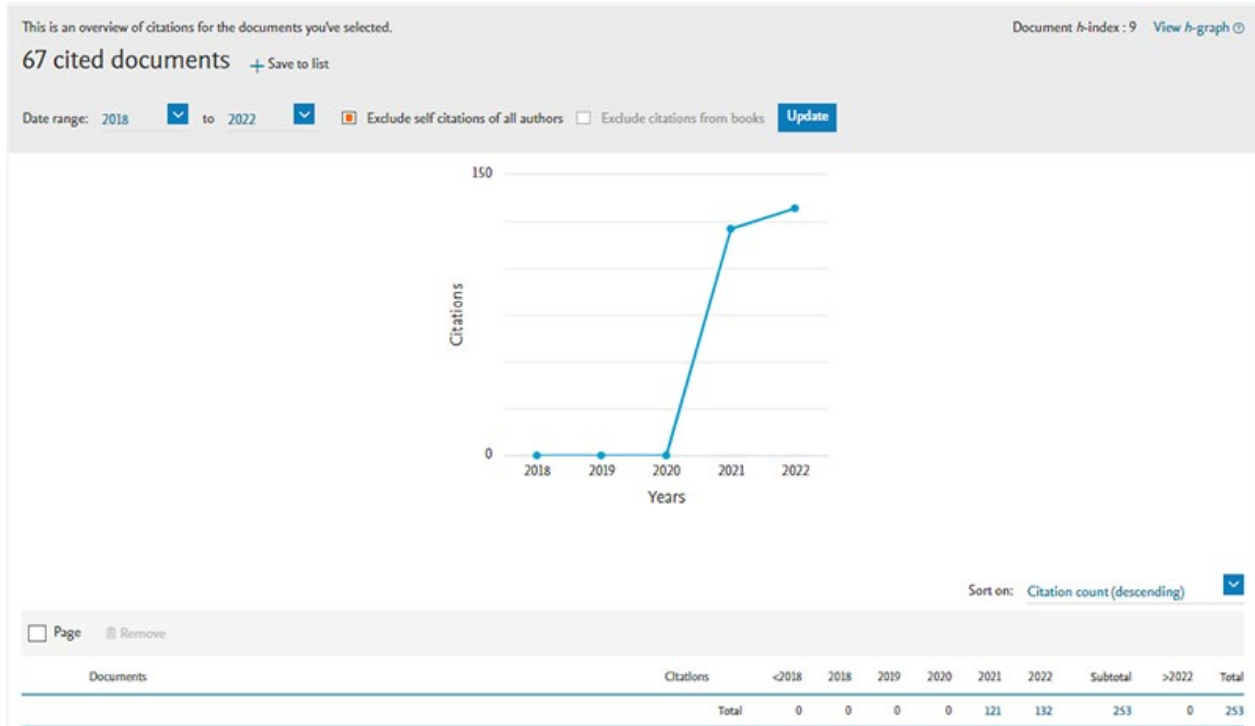 This is an overview of citations for the documents you've selected.
Document h-index : 9 View h-graph
67 cited documents + Save to list
Date range: 2018 to 2022 Exclude self citations of all authors Exclude citations from books Update
150
Citations
0
2018 2019 2020 2021 2022
Years
Sort on: Citation count (descending)
Page Remove
Documents Citations <2018 2018 2019 2020 2021 2022 Subtotal >2022 Total
Total 0 0 0 0 121 132 253 0 253